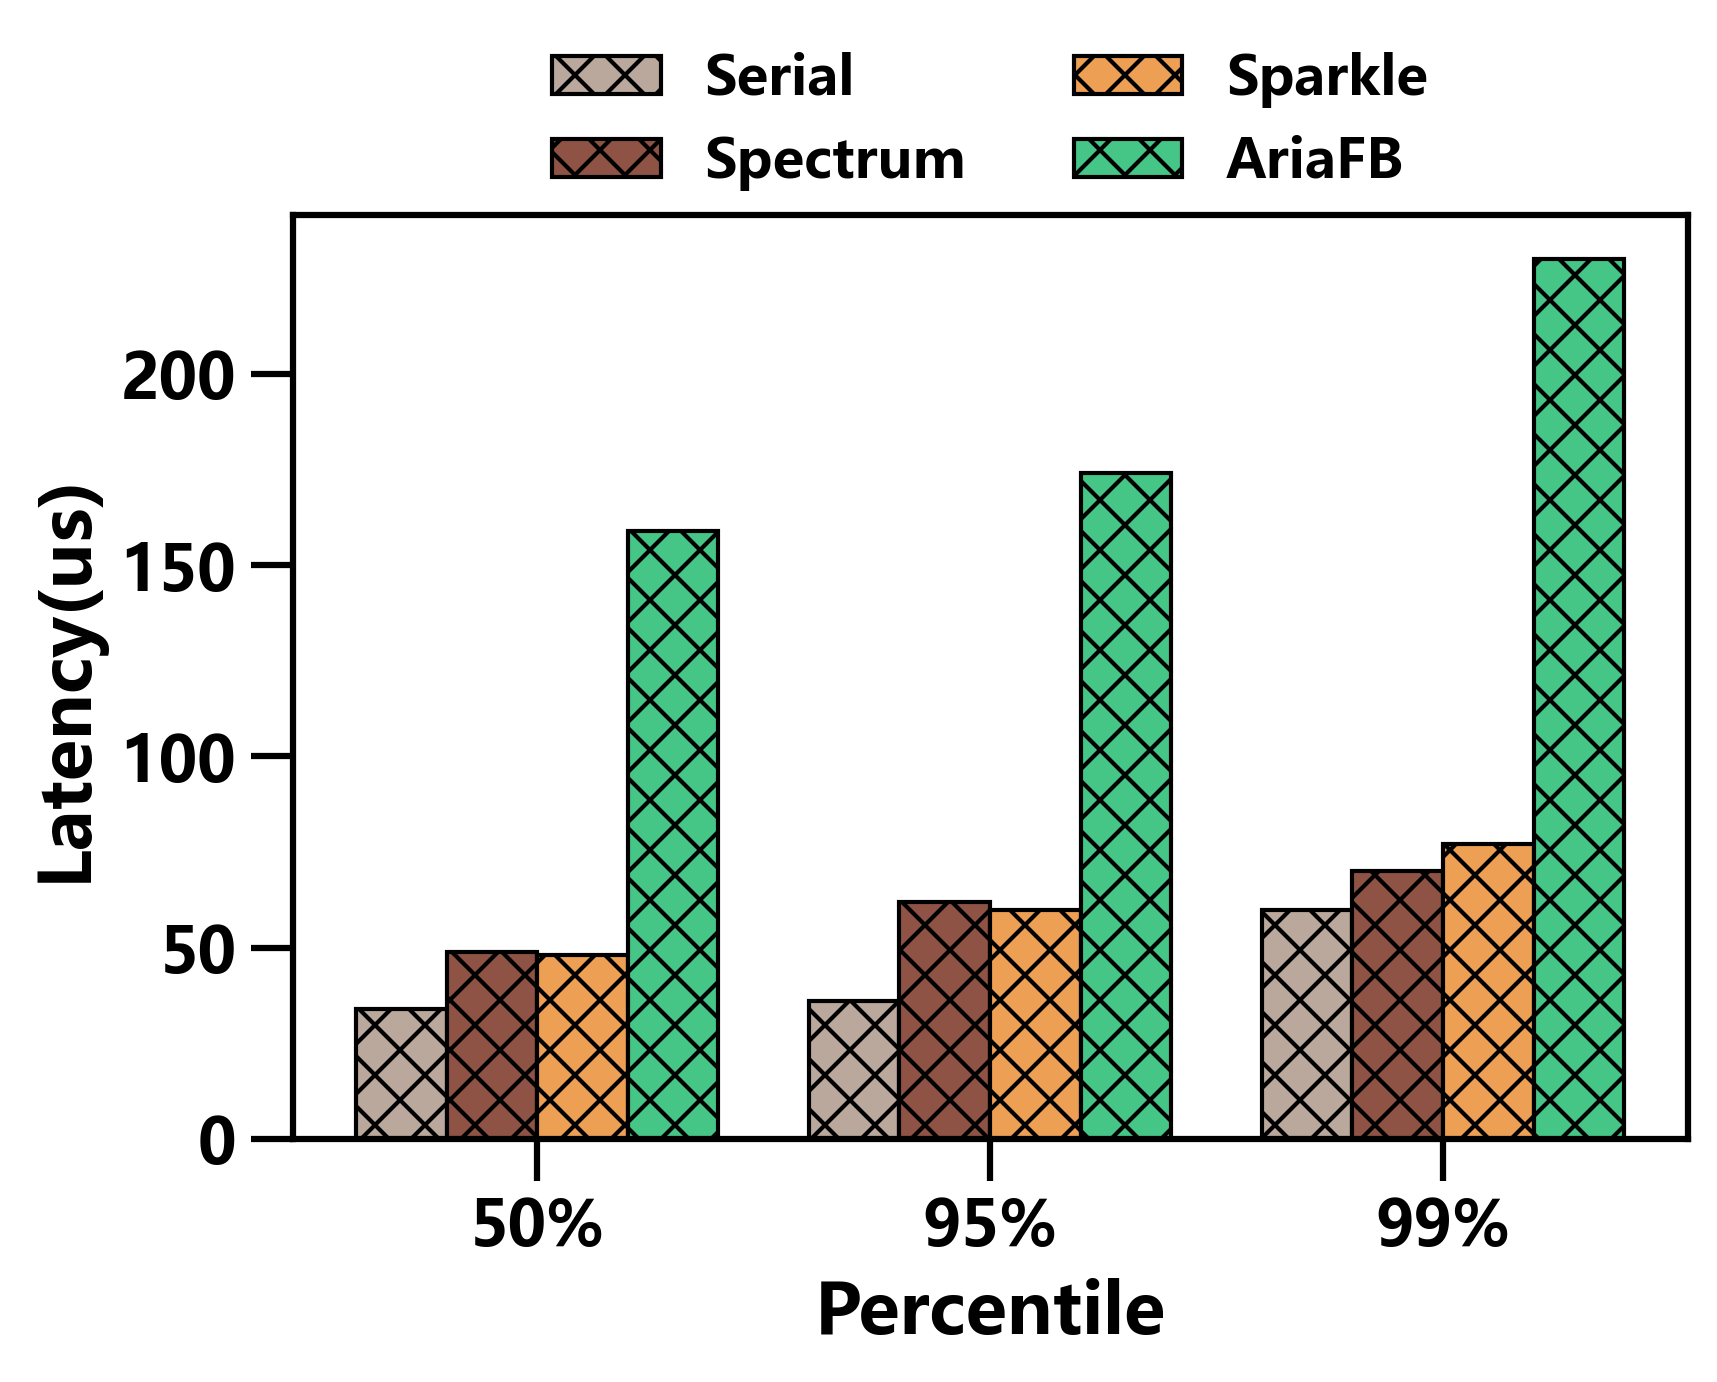 Serial
Sparkle
Spectrum
AriaFB
Latency(us)
200
150
100
50
0
50%
95%
99%
Percentile